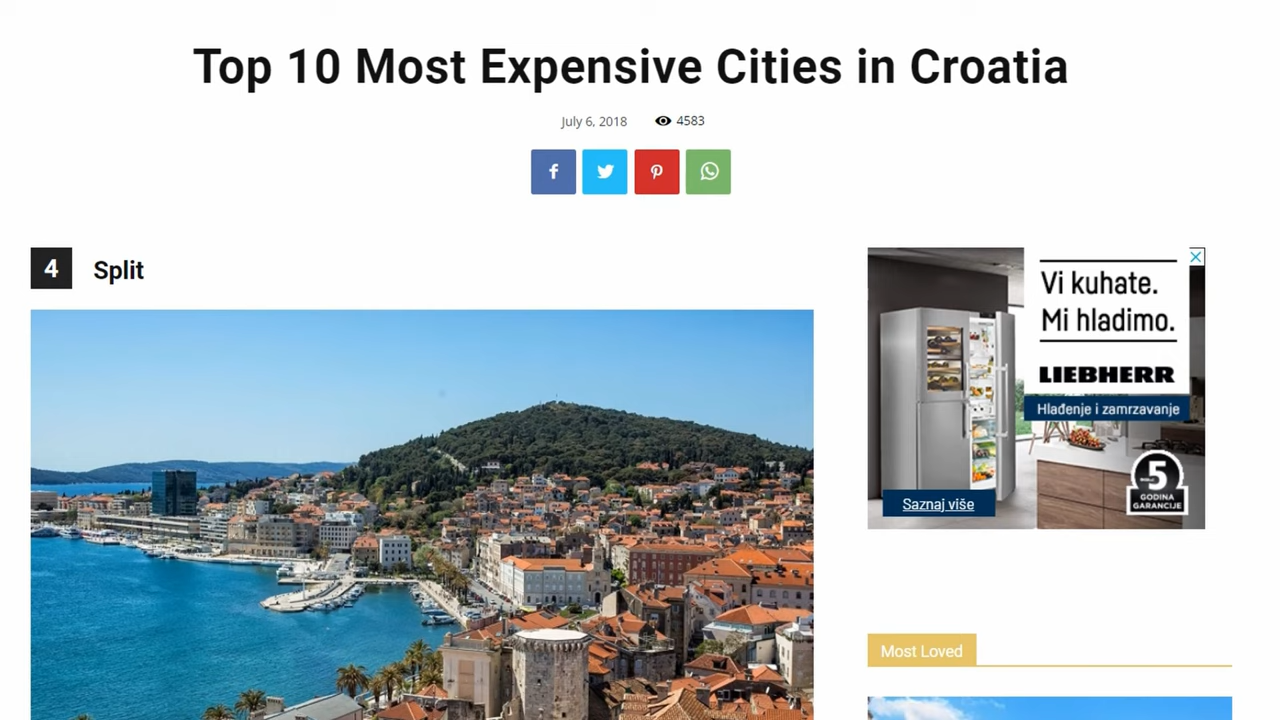 Top 10 Most Expensive Cities in Croatia
July 6, 2018 4583
4 Split
Vi kuhate.
Mi hladimo.
LIEBHERR
Hlađenje i zamrzavanje
5
GODINA
GARANCIJE
Saznaj više
Most Loved